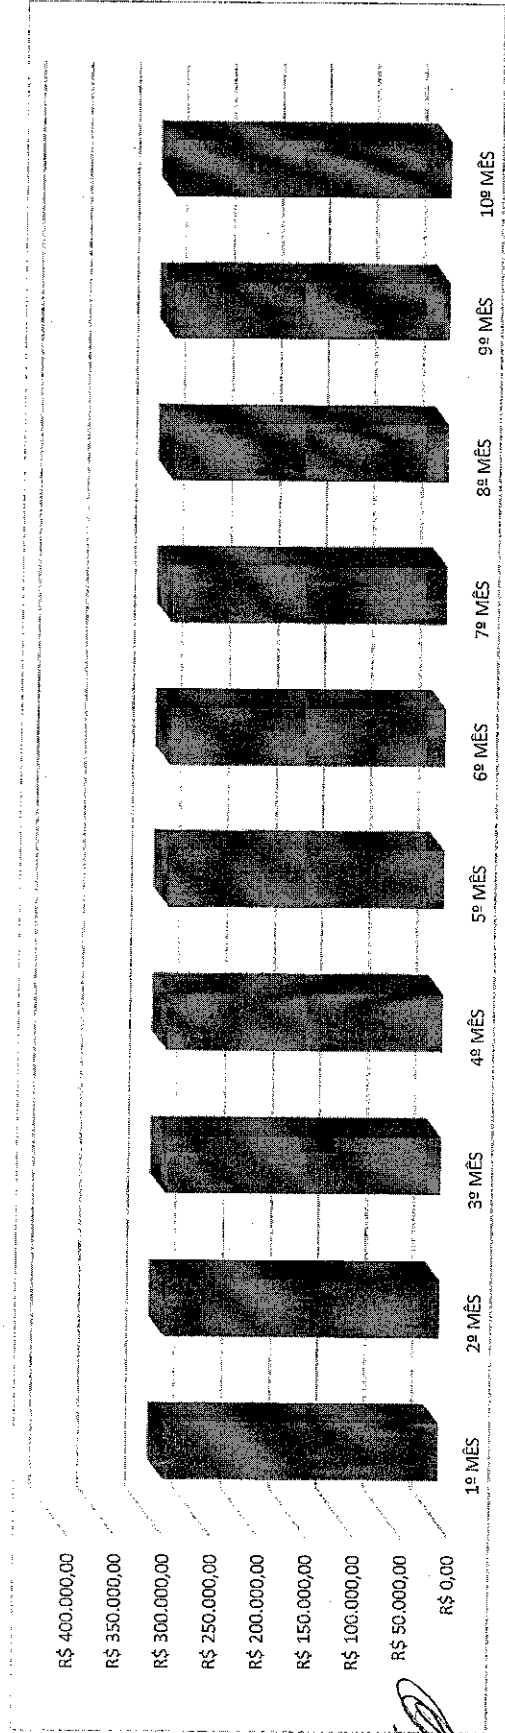 R$ 400.000,00
R$ 350.000,00
R$ 300.000,00
R$ 250.000,00
R$ 200.000,00
R$ 150.000,00
R$ 100.000,00
R$ 50.000,00
R$ 0,00
1º MÊS
2º MÊS
3º MÊS
4º MÊS
5º MÊS
6º MÊS
7º MÊS
8º MÊS
9º MÊS
10º MÊS